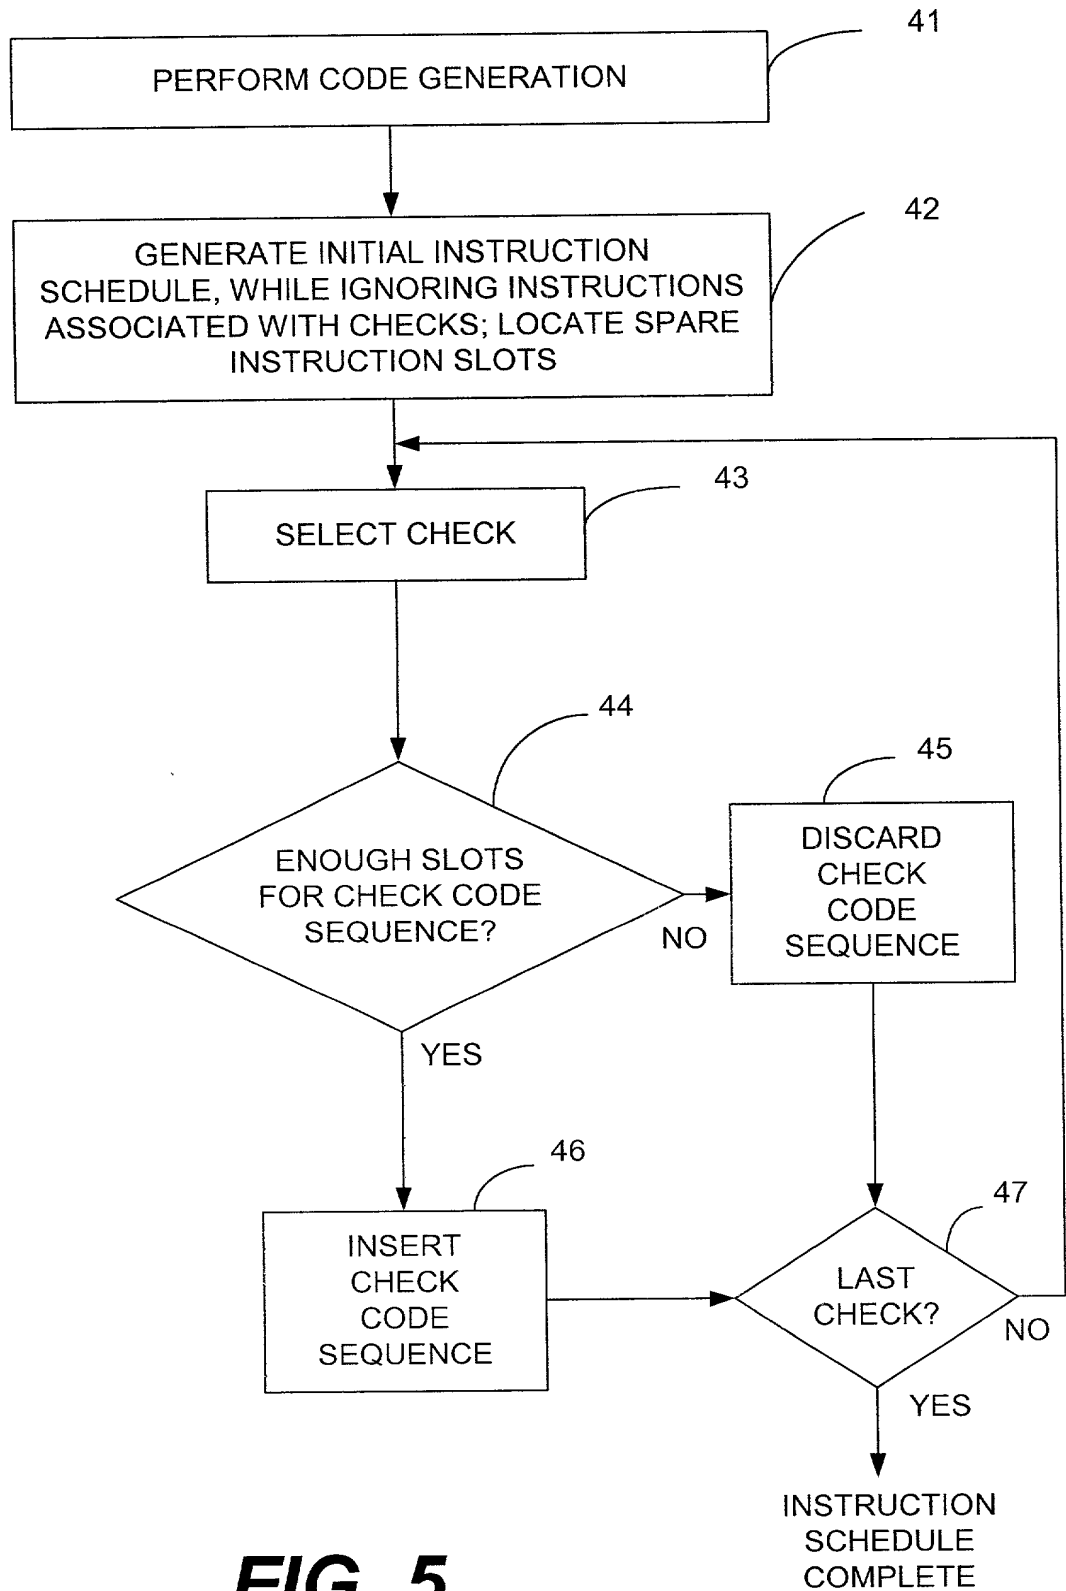 41
PERFORM CODE GENERATION
42
GENERATE INITIAL INSTRUCTION
SCHEDULE, WHILE IGNORING INSTRUCTIONS
ASSOCIATED WITH CHECKS; LOCATE SPARE
INSTRUCTION SLOTS
43
SELECT CHECK
44
ENOUGH SLOTS
FOR CHECK CODE
SEQUENCE?
NO
YES
45
DISCARD
CHECK
CODE
SEQUENCE
46
INSERT
CHECK
CODE
SEQUENCE
47
LAST
CHECK?
NO
YES
INSTRUCTION
SCHEDULE
COMPLETE
FIG. 5